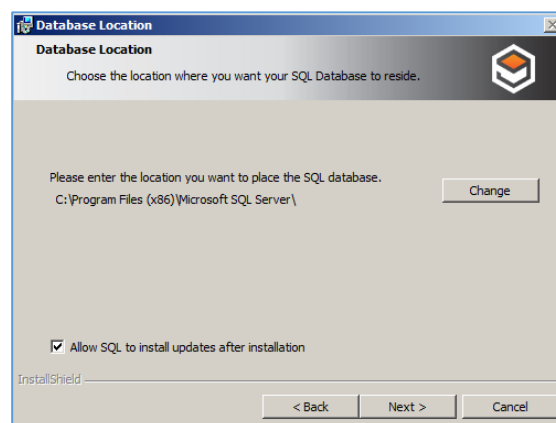 Database Location
Database Location
Choose the location where you want your SQL Database to reside.
Please enter the location you want to place the SQL database.
C:\Program Files (x86)\Microsoft SQL Server\
Change
Allow SQL to install updates after installation
InstallShield
< Back Next > Cancel